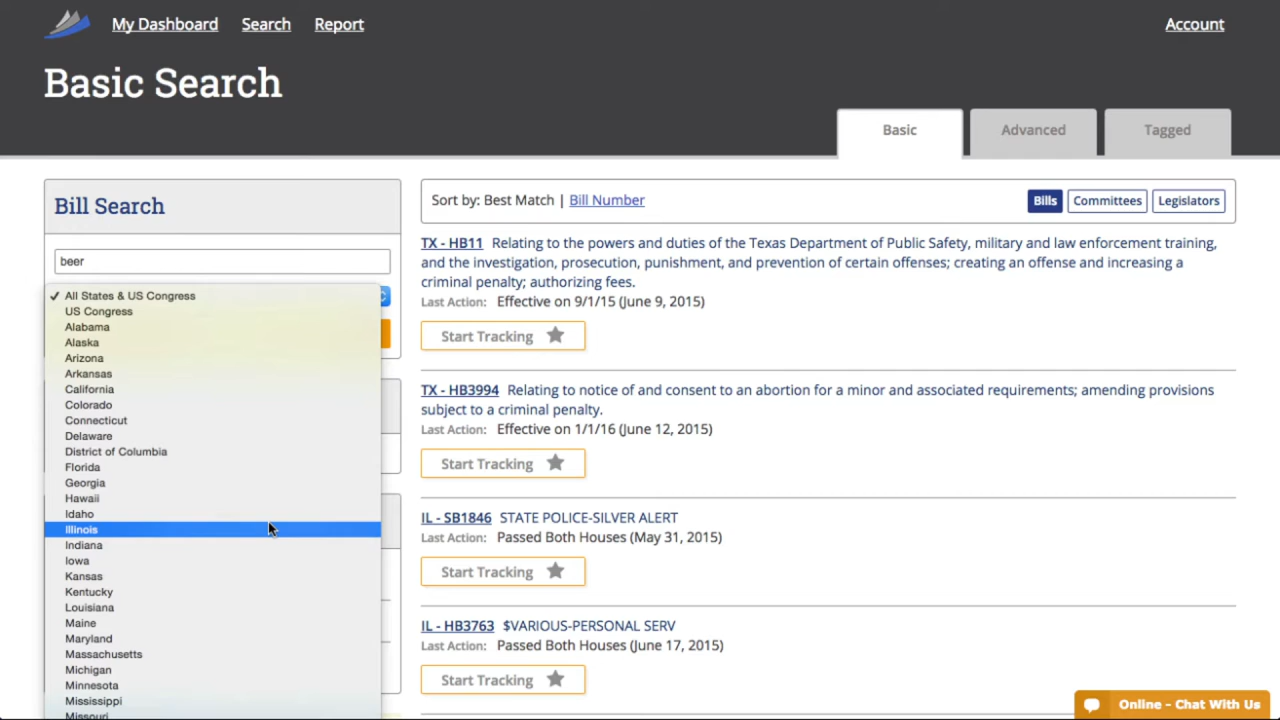 My Dashboard Search Report Account
Basic Search
Basic Advanced Tagged
Bill Search
beer
✓ All States & US Congress
US Congress
Alabama
Alaska
Arizona
Arkansas
California
Colorado
Connecticut
Delaware
District of Columbia
Florida
Georgia
Hawaii
Idaho
Illinois
Indiana
Iowa
Kansas
Kentucky
Louisiana
Maine
Maryland
Massachusetts
Michigan
Minnesota
Mississippi
Missouri
Sort by: Best Match | Bill Number Bills Committees Legislators
TX - HB11 Relating to the powers and duties of the Texas Department of Public Safety, military and law enforcement training,
and the investigation, prosecution, punishment, and prevention of certain offenses; creating an offense and increasing a
criminal penalty; authorizing fees.
Last Action: Effective on 9/1/15 (June 9, 2015)
Start Tracking
TX - HB3994 Relating to notice of and consent to an abortion for a minor and associated requirements; amending provisions
subject to a criminal penalty.
Last Action: Effective on 1/1/16 (June 12, 2015)
Start Tracking
IL - SB1846 STATE POLICE-SILVER ALERT
Last Action: Passed Both Houses (May 31, 2015)
Start Tracking
IL - HB3763 $VARIOUS-PERSONAL SERV
Last Action: Passed Both Houses (June 17, 2015)
Start Tracking
Online - Chat With Us